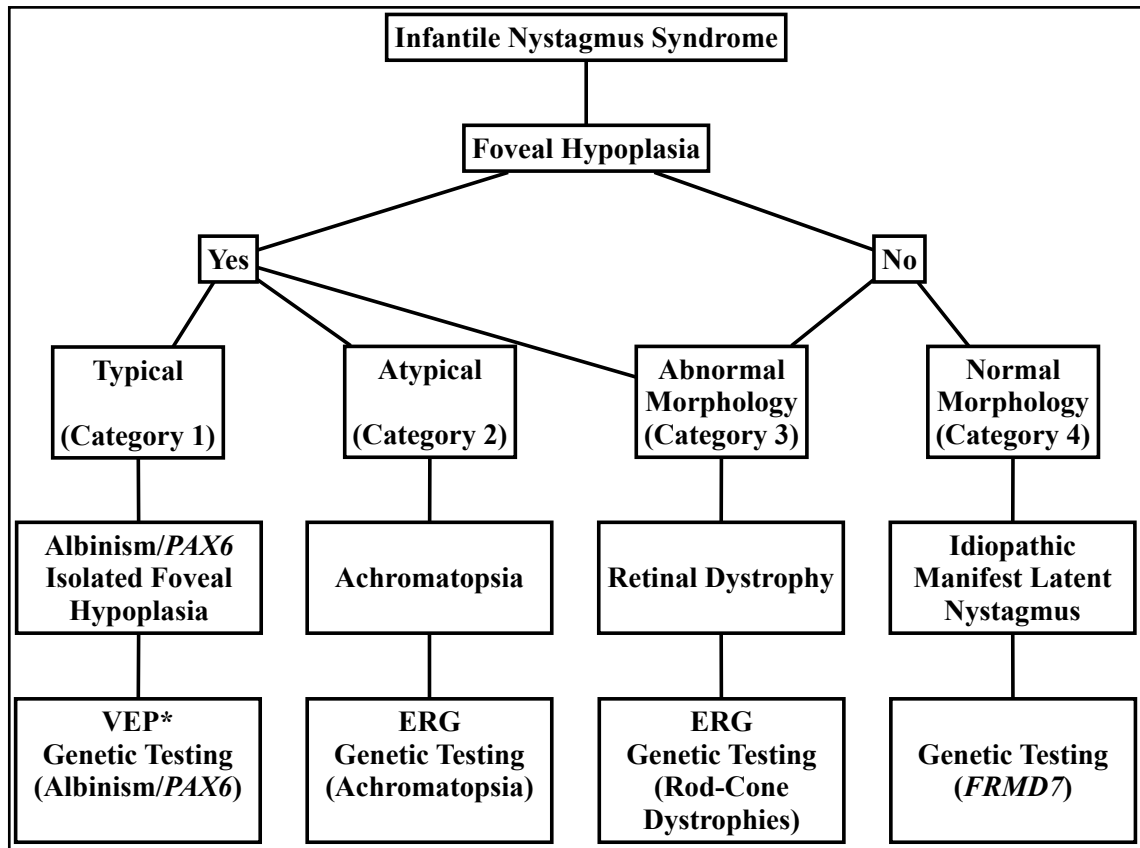 Infantile Nystagmus Syndrome
Foveal Hypoplasia
Yes
No
Typical
(Category 1)
Atypical
(Category 2)
Abnormal
Morphology
(Category 3)
Normal
Morphology
(Category 4)
Albinism/PAX6
Isolated Foveal
Hypoplasia
Achromatopsia
Retinal Dystrophy
Idiopathic
Manifest Latent
Nystagmus
VEP*
Genetic Testing
(Albinism/PAX6)
ERG
Genetic Testing
(Achromatopsia)
ERG
Genetic Testing
(Rod-Cone
Dystrophies)
Genetic Testing
(FRMD7)